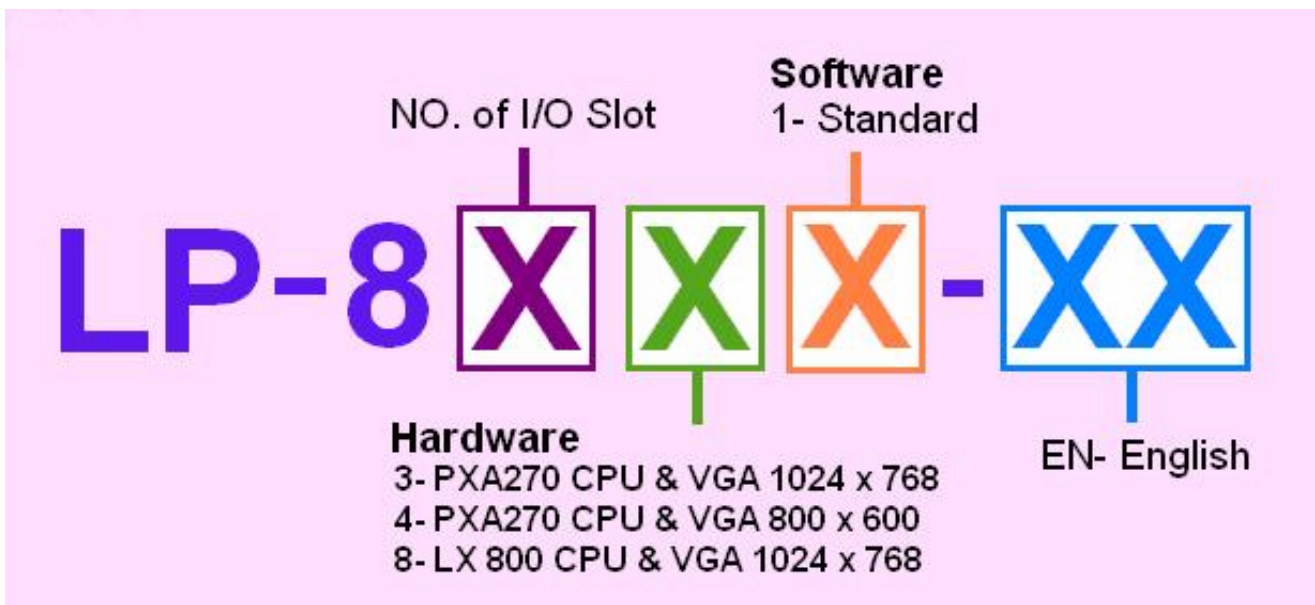 Software
NO. of I/O Slot
1- Standard
LP-8XXX-XX
Hardware
3- PXA270 CPU & VGA 1024 x 768
4- PXA270 CPU & VGA 800 x 600
8- LX 800 CPU & VGA 1024 x 768
EN- English